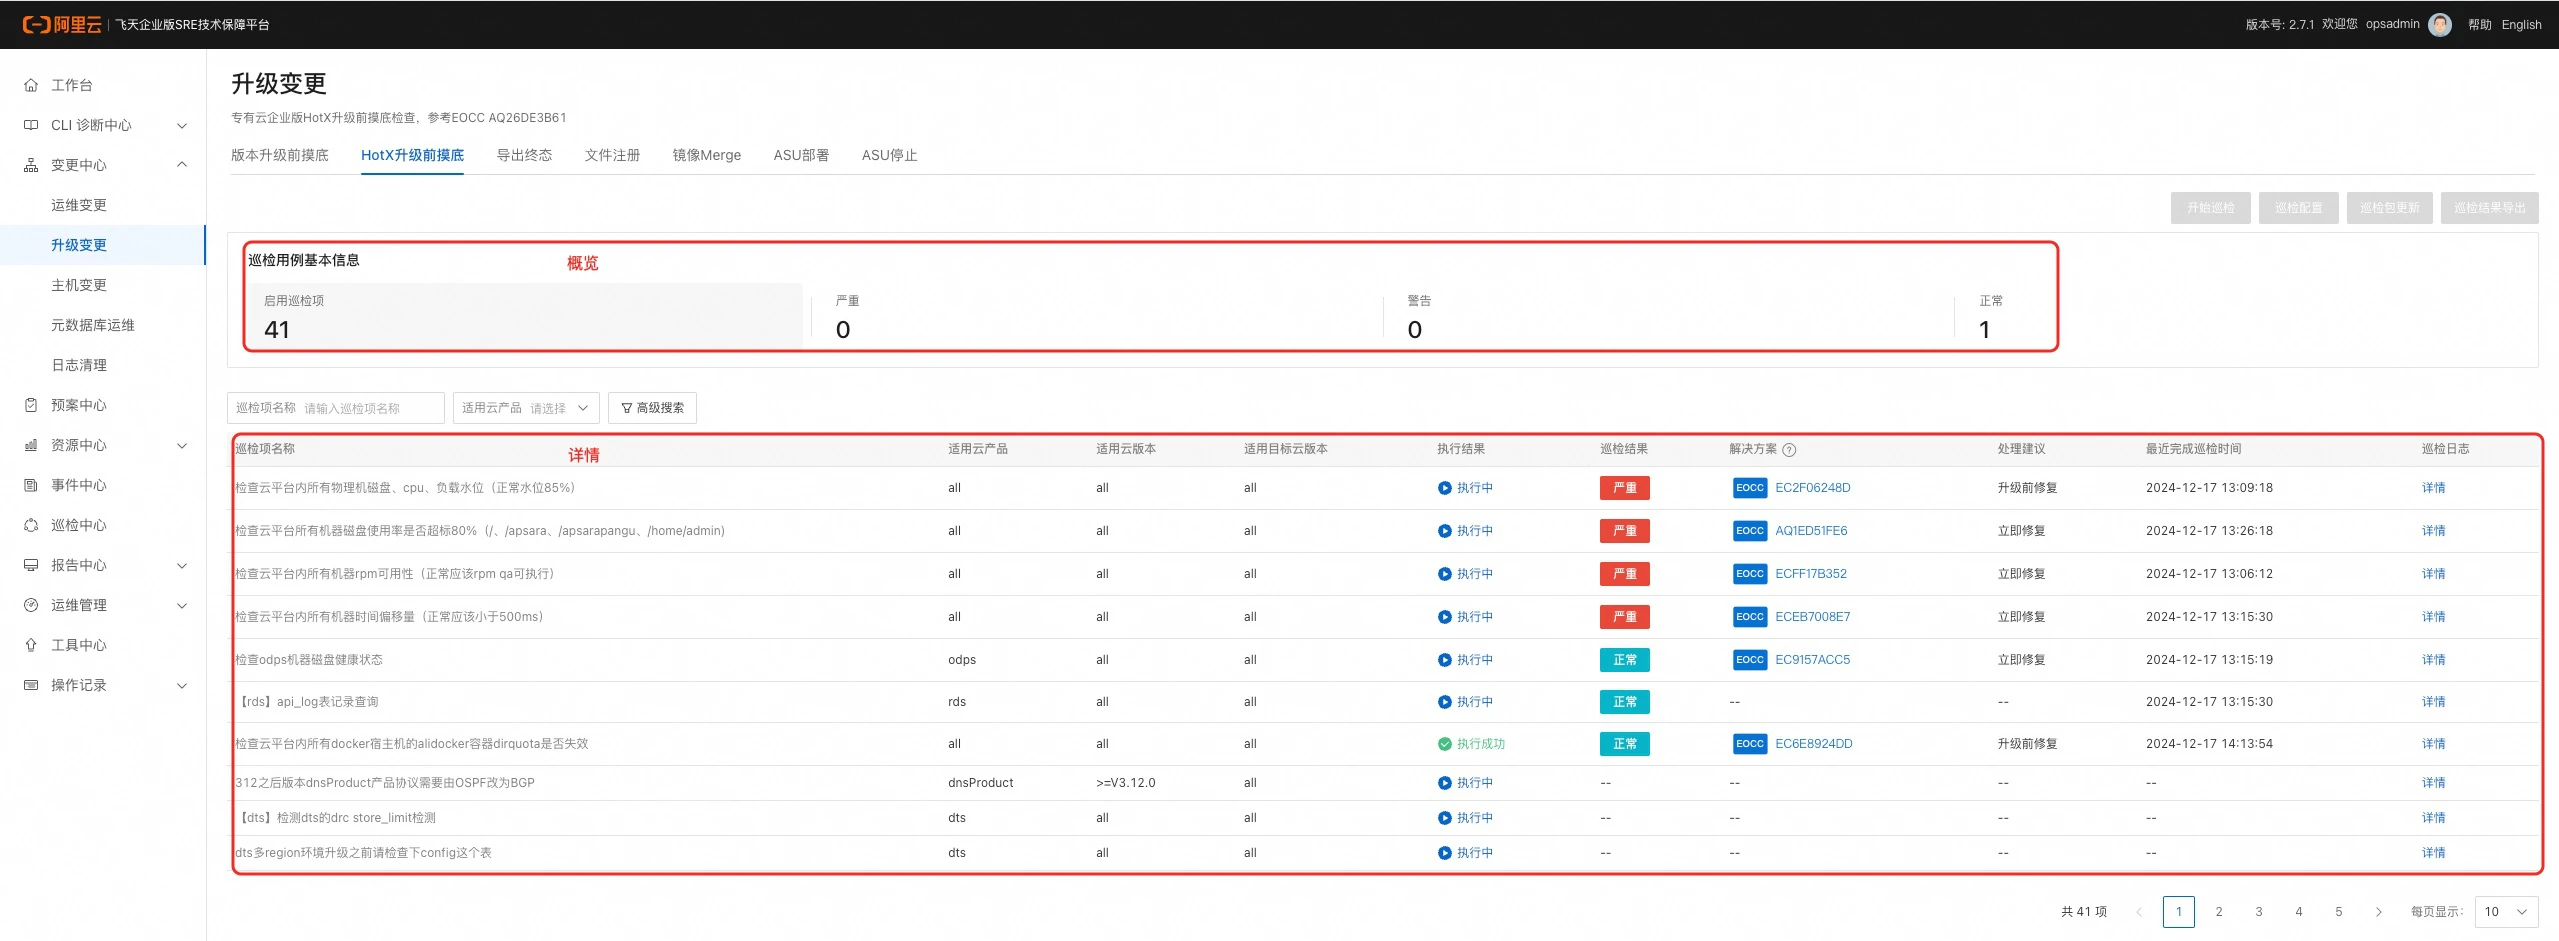 阿里云 飞天企业版SRE技术保障平台
版本号: 2.7.1 欢迎您 opsadmin 帮助 English
工作台
CLI 诊断中心
变更中心
运维变更
升级变更
主机变更
元数据库运维
日志清理
预案中心
资源中心
事件中心
巡检中心
报告中心
运维管理
工具中心
操作记录
升级变更
专有云企业版HotX升级前摸底检查，参考EOCC AQ26DE3B61
版本升级前摸底 HotX升级前摸底 导出终态 文件注册 镜像Merge ASU部署 ASU停止
开始巡检 巡检配置 巡检包更新 巡检结果导出
巡检用例基本信息 概览
启用巡检项 严重 警告 正常
41 0 0 1
巡检项名称 请输入巡检项名称 适用云产品 请选择 高级搜索
巡检项名称 详情 适用云产品 适用云版本 适用目标云版本 执行结果 巡检结果 解决方案 ? 处理建议 最近完成巡检时间 巡检日志
检查云平台内所有物理机磁盘、cpu、负载水位（正常水位85%） all all all 执行中 严重 EOCC EC2F06248D 升级前修复 2024-12-17 13:09:18 详情
检查云平台所有机器磁盘使用率是否超标80%（/、/apsara、/apsarapangu、/home/admin） all all all 执行中 严重 EOCC AQ1ED51FE6 立即修复 2024-12-17 13:26:18 详情
检查云平台内所有机器rpm可用性（正常应该rpm qa可执行） all all all 执行中 严重 EOCC ECFF17B352 立即修复 2024-12-17 13:06:12 详情
检查云平台内所有机器时间偏移量（正常应该小于500ms） all all all 执行中 严重 EOCC ECEB7008E7 立即修复 2024-12-17 13:15:30 详情
检查odps机器磁盘健康状态 odps all all 执行中 正常 EOCC EC9157ACC5 立即修复 2024-12-17 13:15:19 详情
【rds】api_log表记录查询 rds all all 执行中 正常 -- -- 2024-12-17 13:15:30 详情
检查云平台内所有docker宿主机的alidocker容器dirquota是否失效 all all all 执行成功 正常 EOCC EC6E8924DD 升级前修复 2024-12-17 14:13:54 详情
312之后版本dnsProduct产品协议需要由OSPF改为BGP dnsProduct >=V3.12.0 all 执行中 -- -- -- -- 详情
【dts】检测dts的drc store_limit检测 dts all all 执行中 -- -- -- -- 详情
dts多region环境升级之前请检查下config这个表 dts all all 执行中 -- -- -- -- 详情
共 41 项 1 2 3 4 5 每页显示: 10